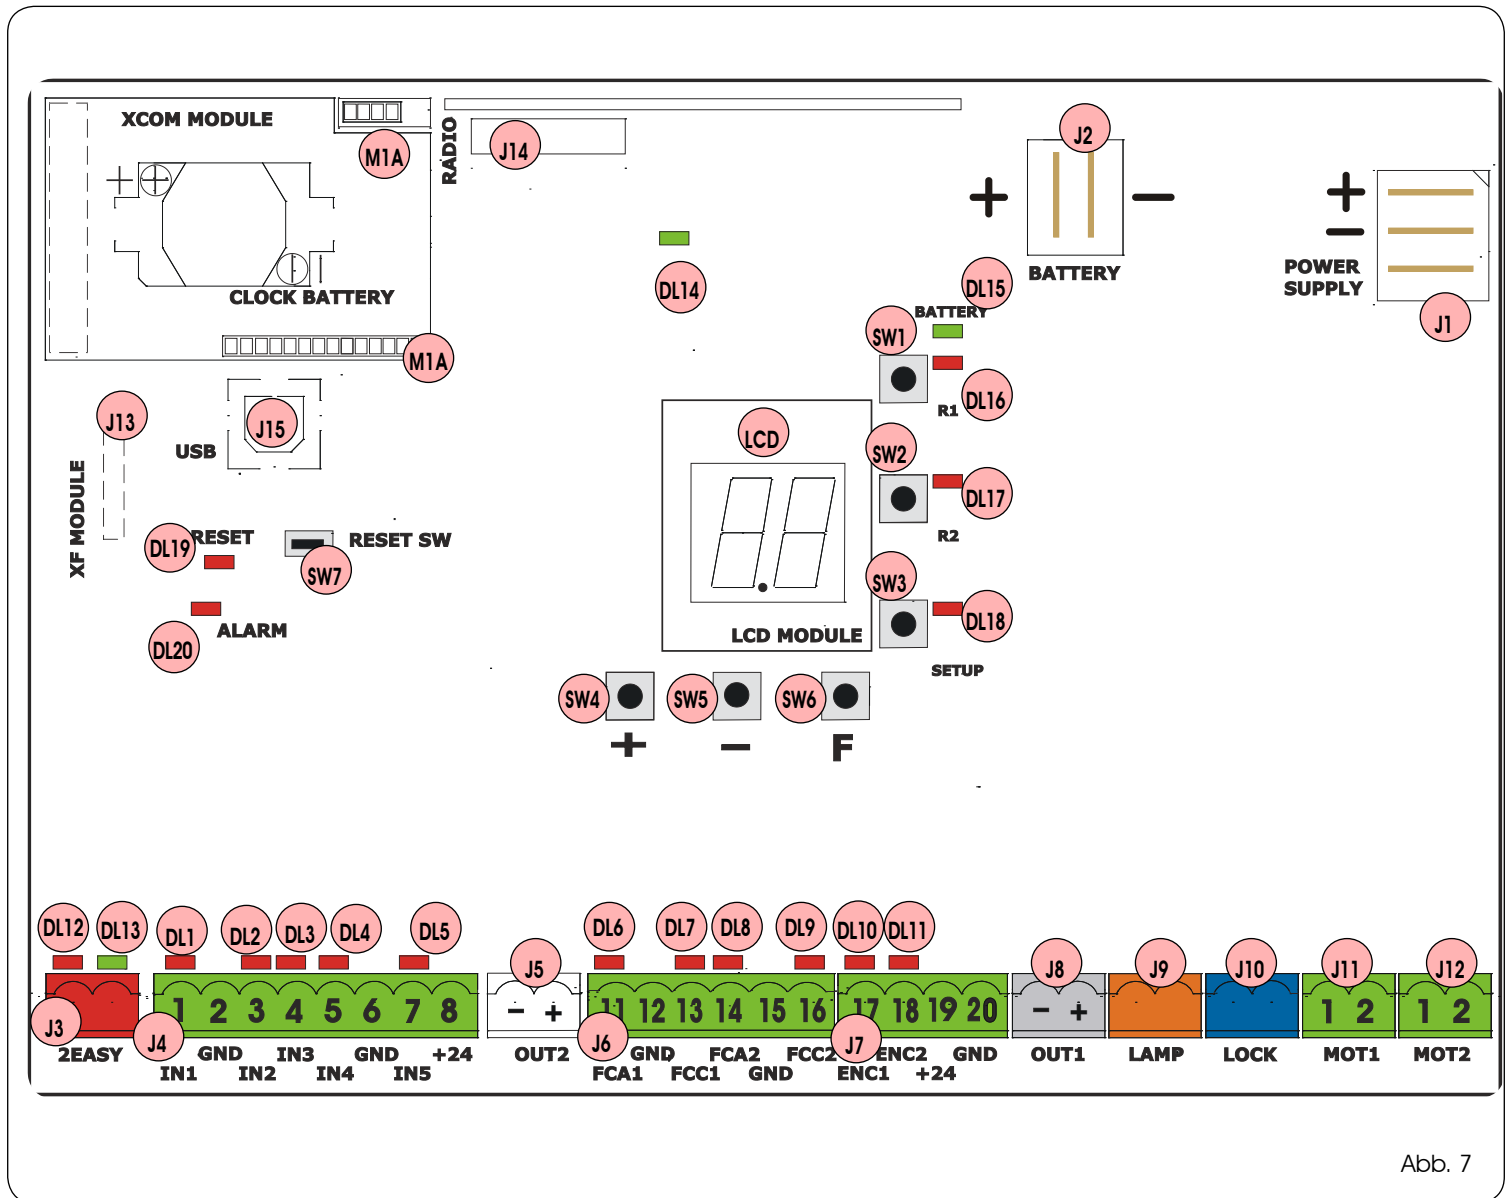 XCOM MODULE
M1A
RADIO
J14
J2
+ −
BATTERY
+
−
POWER
SUPPLY
J1
+
−
CLOCK BATTERY
M1A
DL14
DL15
BATTERY
SW1
DL16
R1
J13
XF MODULE
USB
J15
LCD
SW2
DL17
R2
DL19
RESET
RESET SW
SW7
SW3
DL18
SETUP
LCD MODULE
ALARM
DL20
SW4
SW5
SW6
+ − F
DL12 DL13 DL1 DL2 DL3 DL4 DL5 DL6 DL7 DL8 DL9 DL10 DL11
J5 J8 J9 J10 J11 J12
1 2 3 4 5 6 7 8 − + 11 12 13 14 15 16 17 18 19 20 − + 1 2 1 2
J3 J4 J6 J7
2EASY GND IN3 GND +24 OUT2 GND FCA2 FCC2 ENC2 GND OUT1 LAMP LOCK MOT1 MOT2
IN1 IN2 IN4 IN5 FCA1 FCC1 GND ENC1 +24
Abb. 7